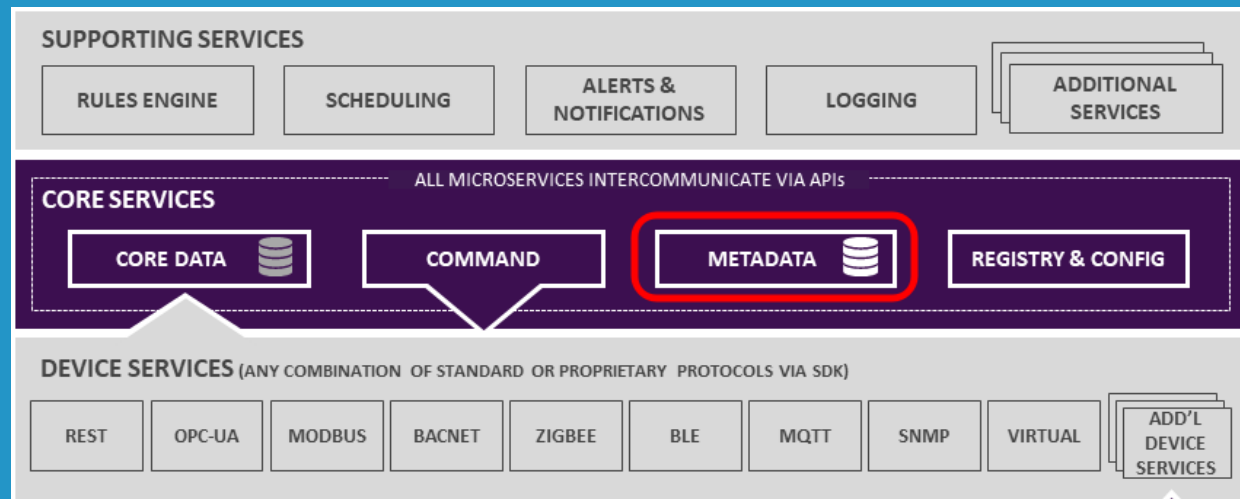 SUPPORTING SERVICES
RULES ENGINE
SCHEDULING
ALERTS &
NOTIFICATIONS
LOGGING
ADDITIONAL
SERVICES
ALL MICROSERVICES INTERCOMMUNICATE VIA APIs
CORE SERVICES
CORE DATA
COMMAND
METADATA
REGISTRY & CONFIG
DEVICE SERVICES (ANY COMBINATION OF STANDARD OR PROPRIETARY PROTOCOLS VIA SDK)
REST
OPC-UA
MODBUS
BACNET
ZIGBEE
BLE
MQTT
SNMP
VIRTUAL
ADD'L
DEVICE
SERVICES